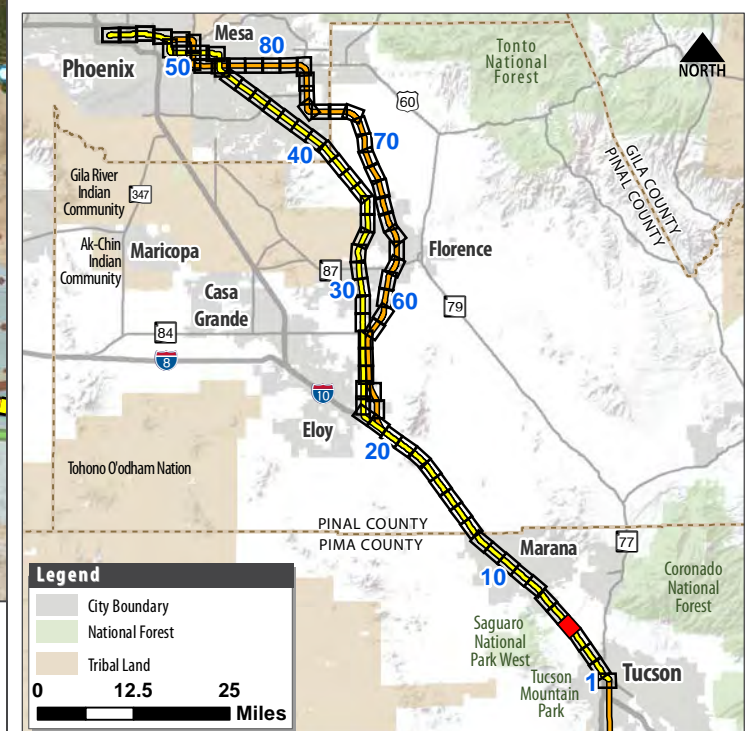 Mesa
80
Phoenix
50
Tonto
National
Forest
NORTH
60
70
40
GILA COUNTY
PINAL COUNTY
Gila River
Indian
Community
347
Ak-Chin
Indian
Community
Maricopa
Florence
87
30
Casa
Grande
60
79
84
8
10
Eloy
20
Tohono O'odham Nation
PINAL COUNTY
PIMA COUNTY
Marana
77
10
Coronado
National
Forest
Saguaro
National
Park West
Tucson
Mountain
Park
1
Tucson
Legend
City Boundary
National Forest
Tribal Land
0 12.5 25
Miles